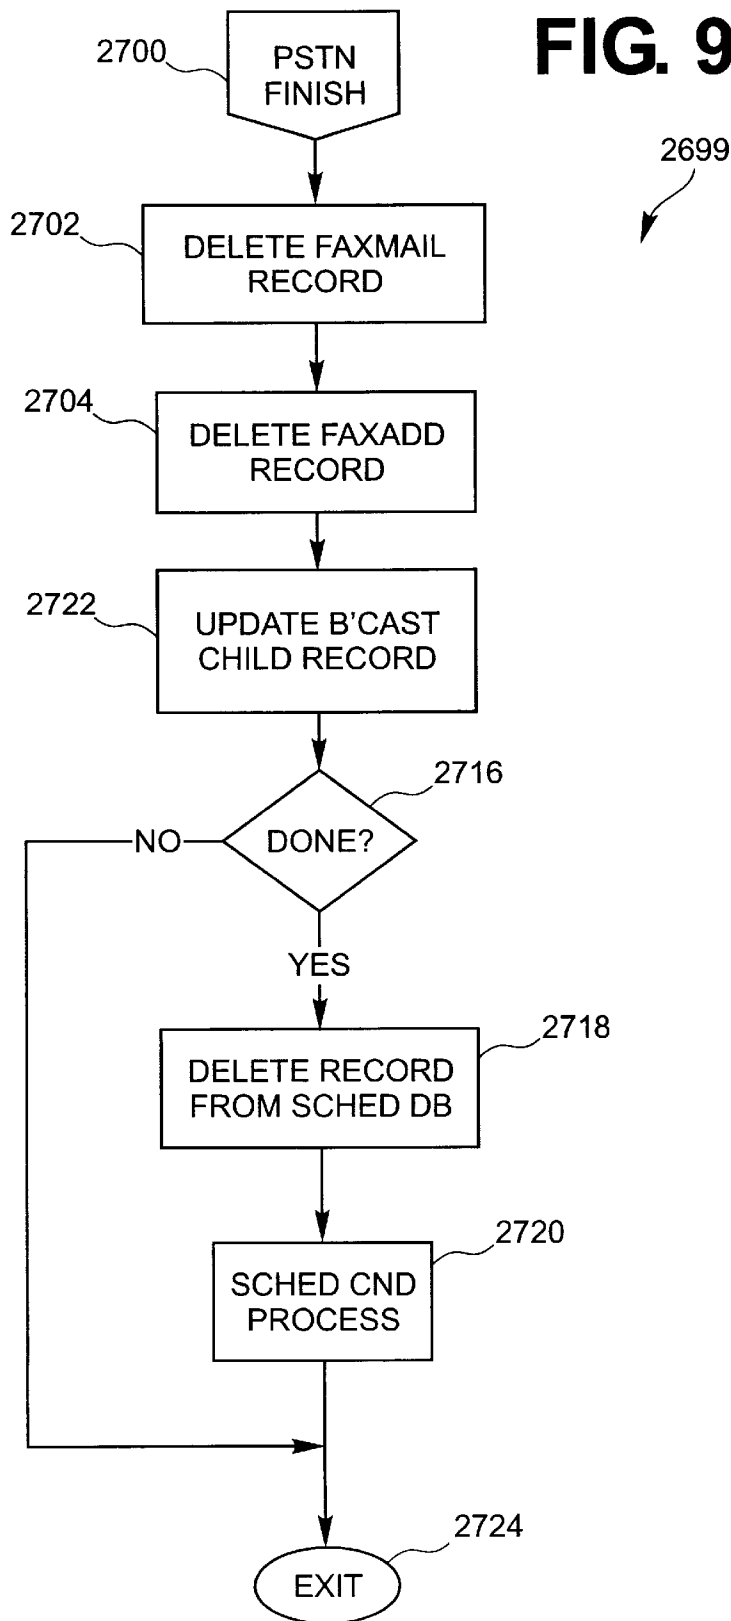 FIG. 9
2700
PSTN
FINISH
2699
2702
DELETE FAXMAIL
RECORD
2704
DELETE FAXADD
RECORD
2722
UPDATE B'CAST
CHILD RECORD
2716
NO
DONE?
YES
2718
DELETE RECORD
FROM SCHED DB
2720
SCHED CND
PROCESS
2724
EXIT